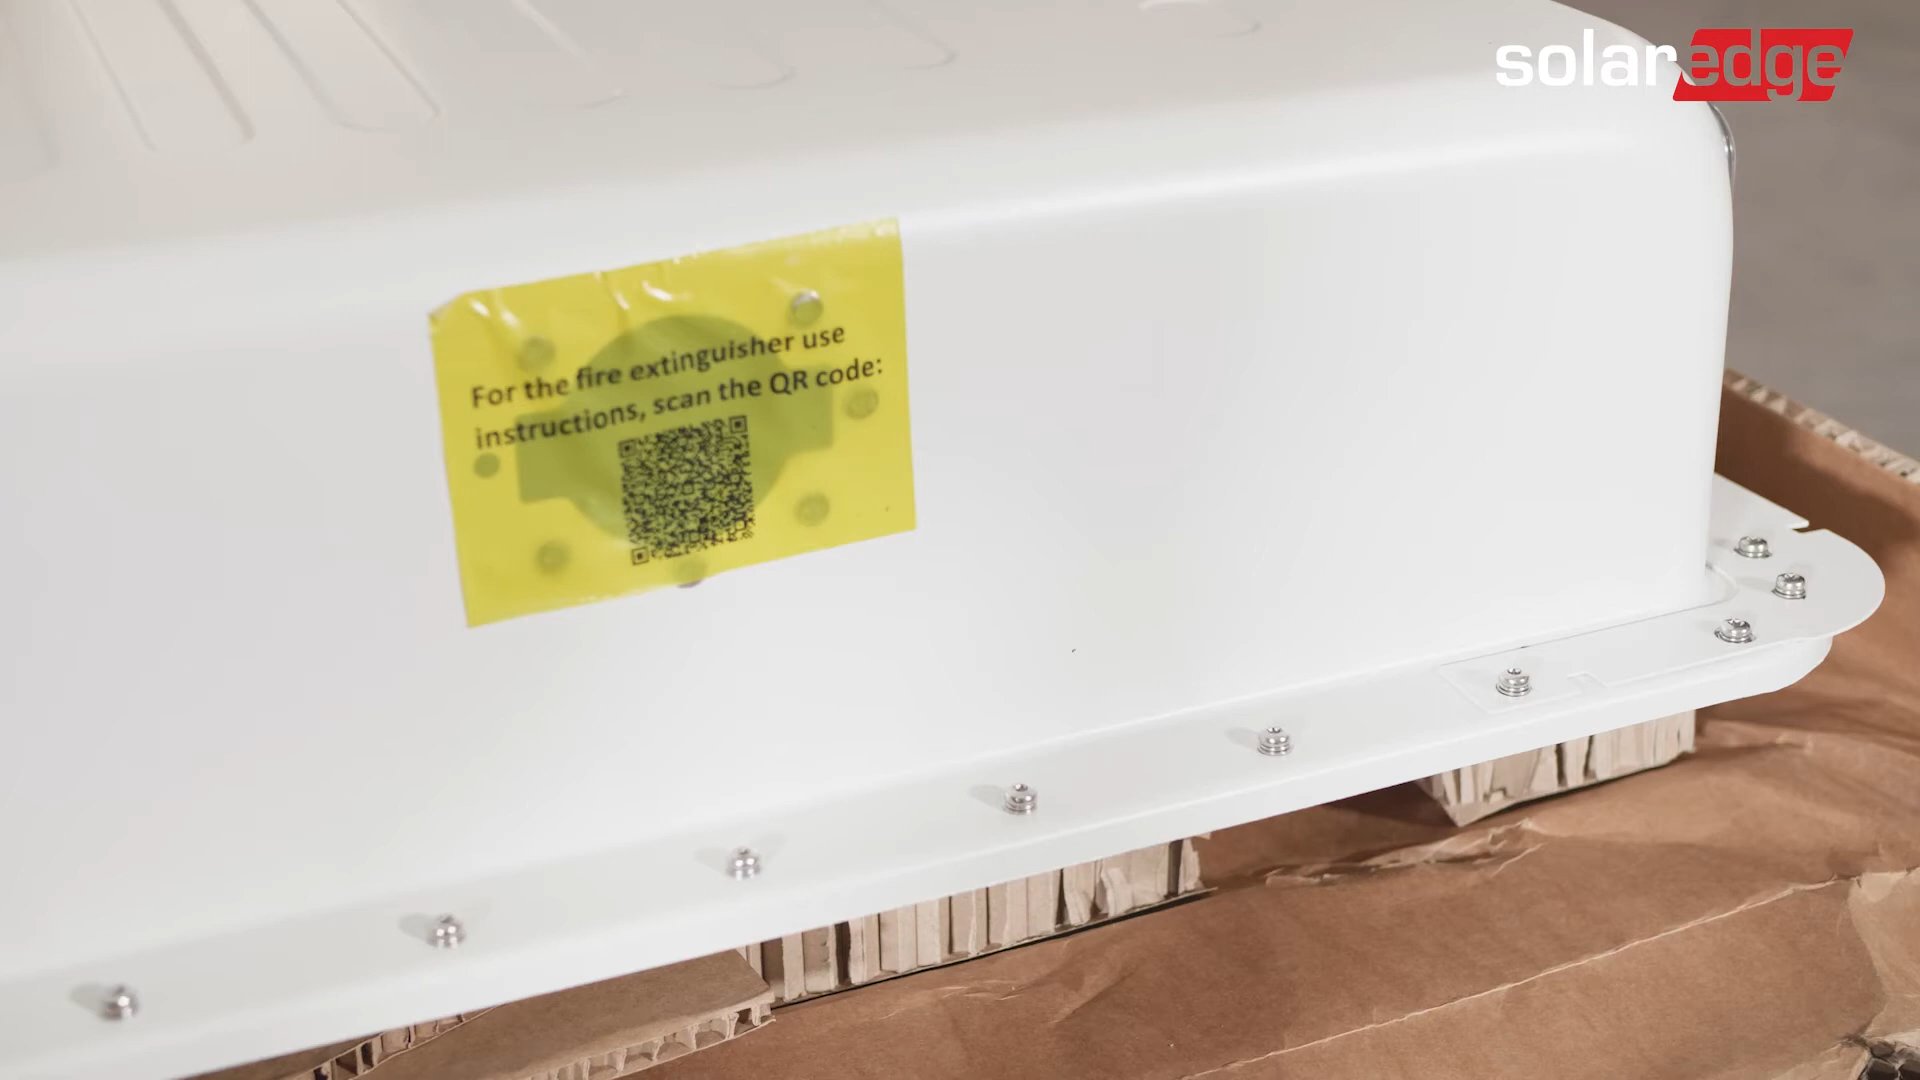 solaredge
For the fire extinguisher use
instructions, scan the QR code: